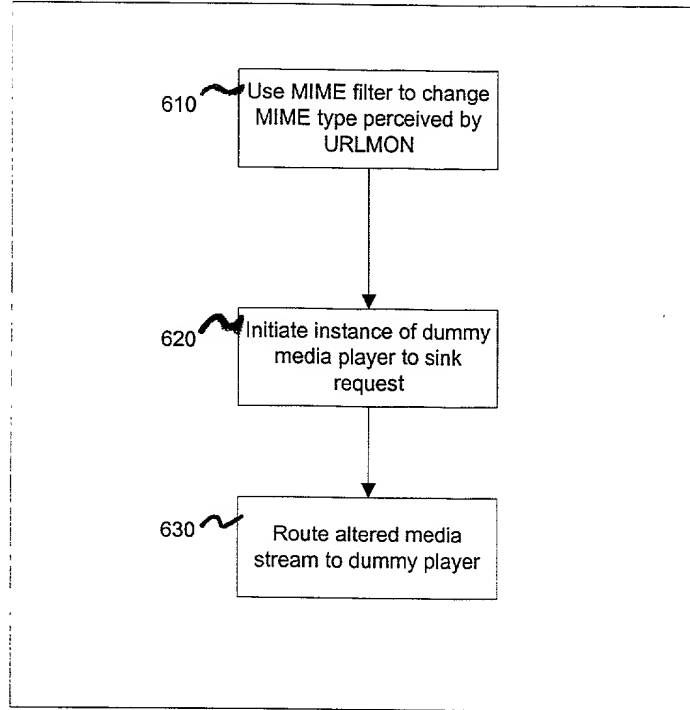 610
Use MIME filter to change
MIME type perceived by
URLMON
620
Initiate instance of dummy
media player to sink
request
630
Route altered media
stream to dummy player